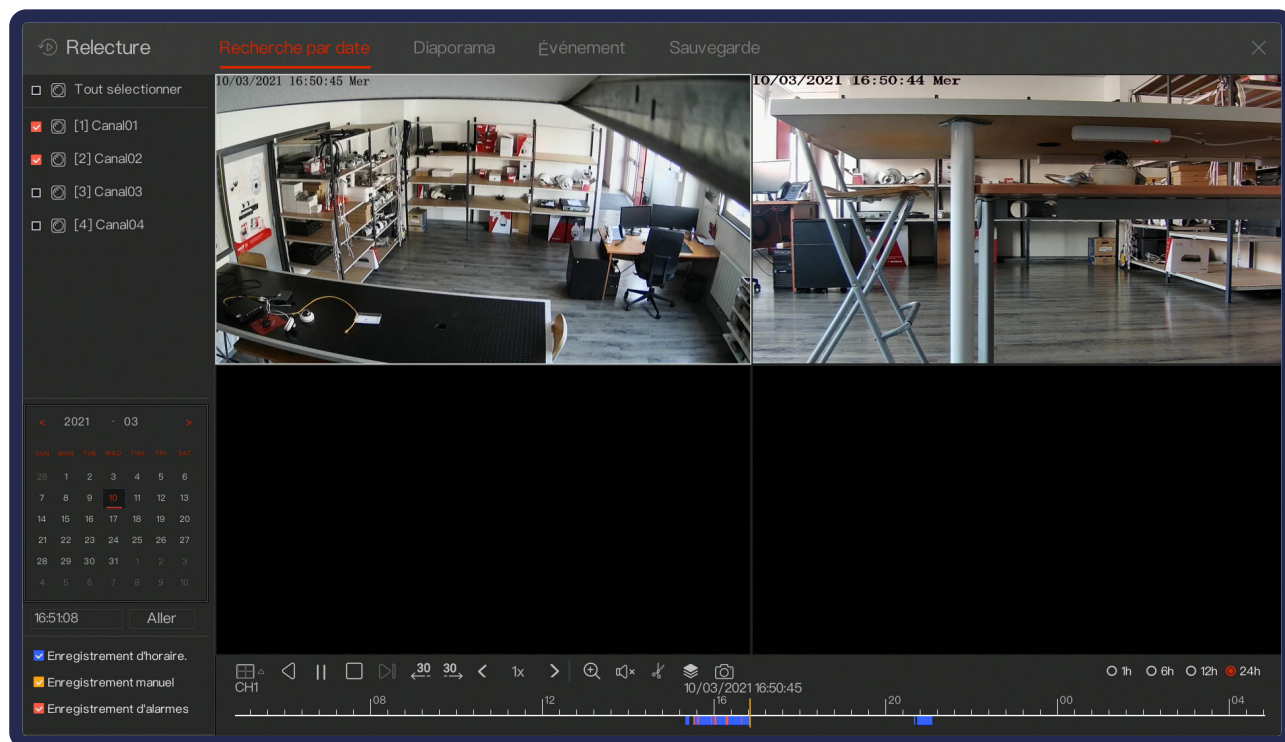 Relecture
Recherche par date Diaporama Événement Sauvegarde
Tout sélectionner
[1] Canal01
[2] Canal02
[3] Canal03
[4] Canal04
10/03/2021 16:50:45 Mer
10/03/2021 16:50:44 Mer
< 2021 - 03 >
SUN MON TUE WED THU FRI SAT
28 1 2 3 4 5 6
7 8 9 10 11 12 13
14 15 16 17 18 19 20
21 22 23 24 25 26 27
28 29 30 31 1 2 3
4 5 6 7 8 9 10
16:51:08 Aller
Enregistrement d'horaire.
Enregistrement manuel
Enregistrement d'alarmes
30 30 1x
1h 6h 12h 24h
CH1
10/03/2021 16:50:45
08 12 16 20 00 04